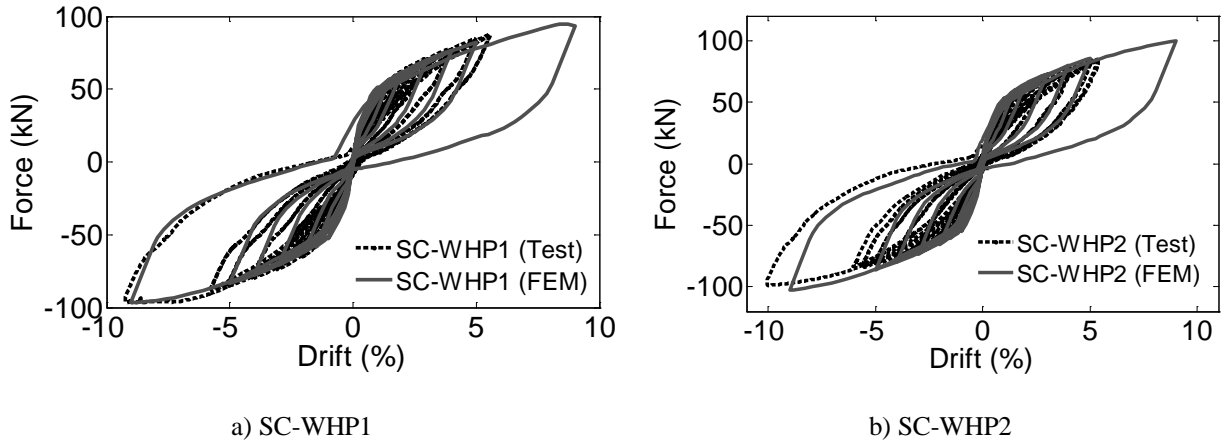 100
50
0
-50
-100
Force (kN)
-10 -5 0 5 10
Drift (%)
SC-WHP1 (Test)
SC-WHP1 (FEM)
a) SC-WHP1
100
50
0
-50
-100
Force (kN)
-10 -5 0 5 10
Drift (%)
SC-WHP2 (Test)
SC-WHP2 (FEM)
b) SC-WHP2